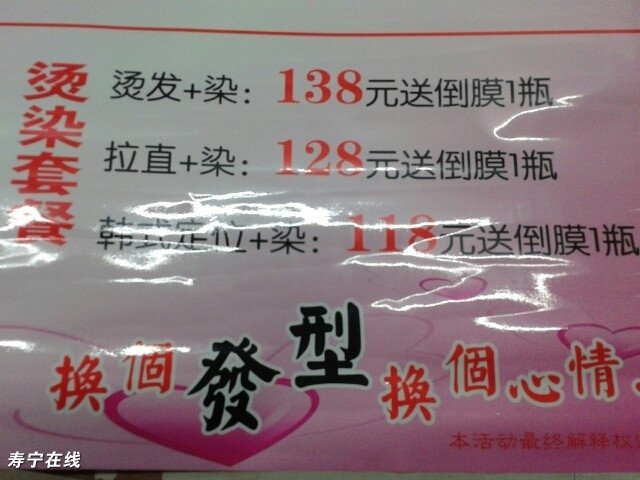 烫染套餐
烫发+染：138元送倒膜1瓶
拉直+染：128元送倒膜1瓶
韩式定位+染：118元送倒膜1瓶
換個發型 換個心情
本活动最终解释权
寿宁在线